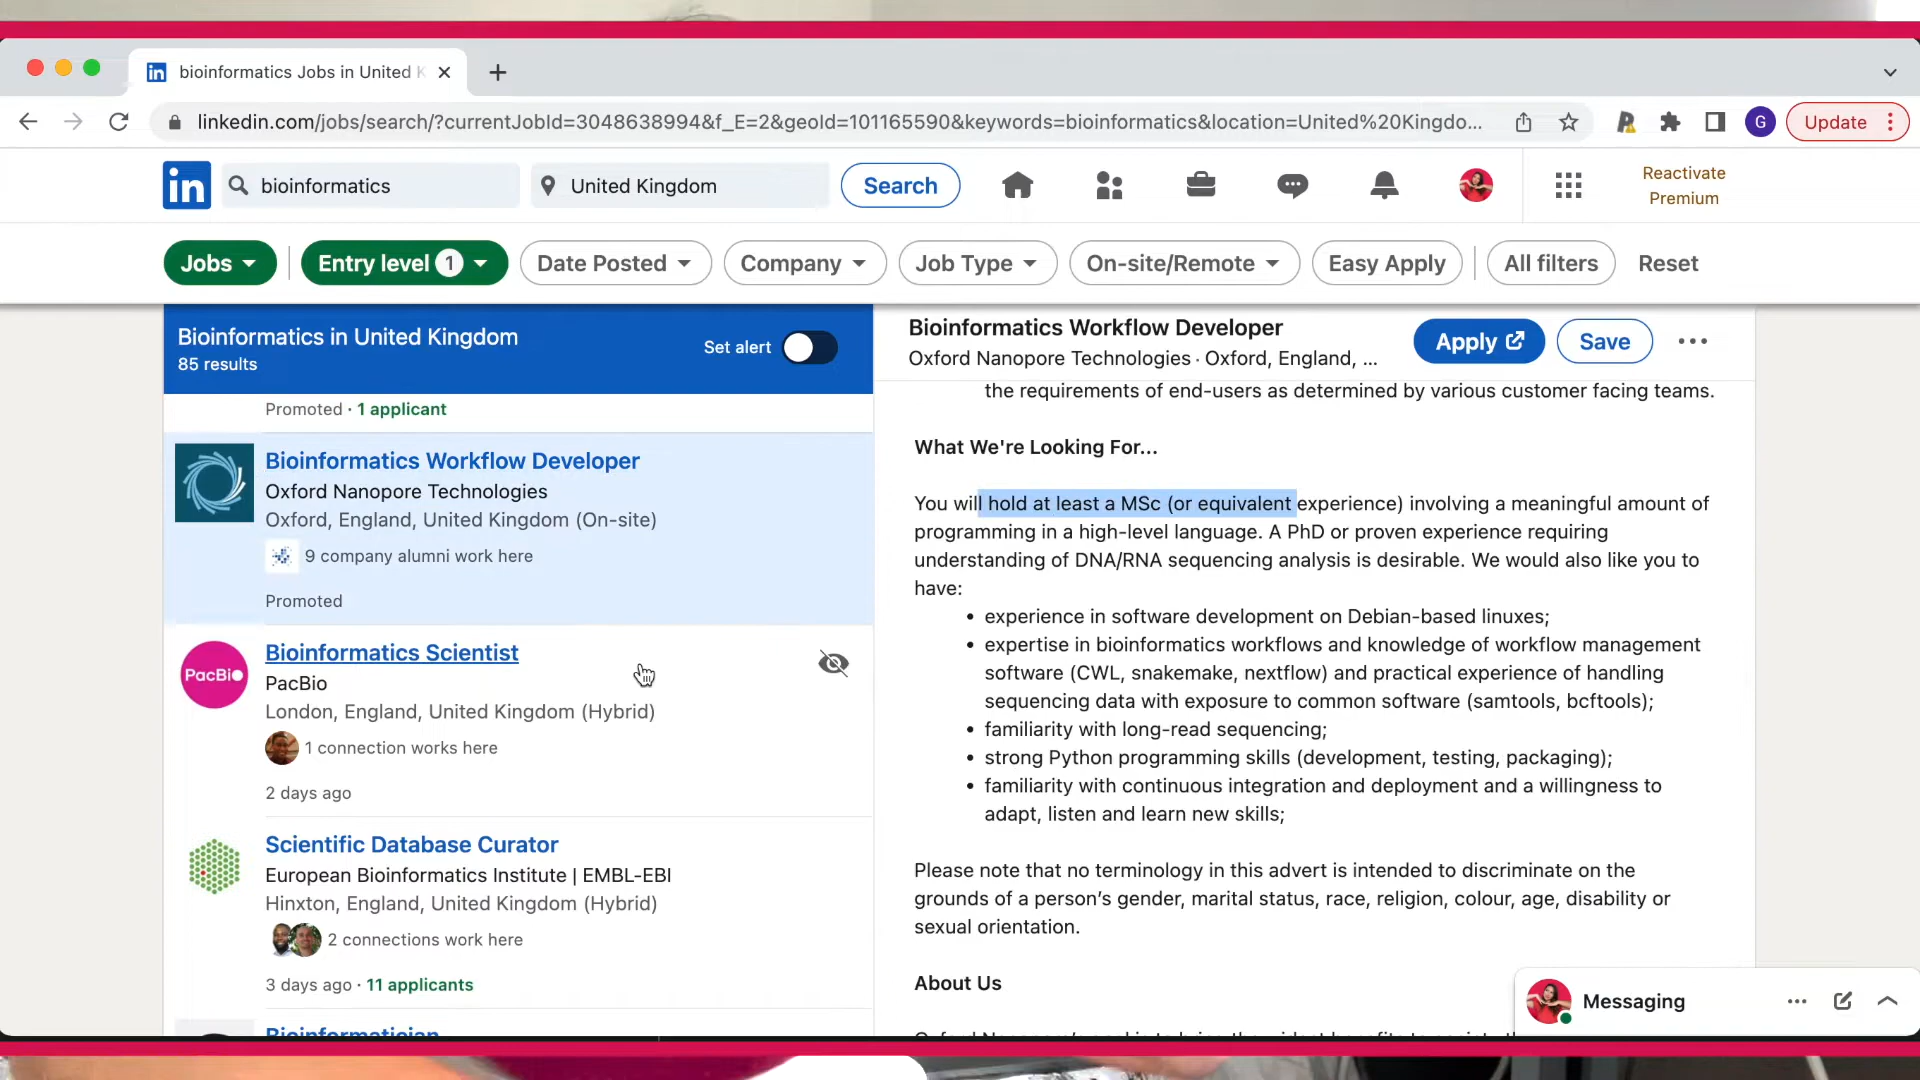 bioinformatics Jobs in United K
linkedin.com/jobs/search/?currentJobId=3048638994&f_E=2&geoId=101165590&keywords=bioinformatics&location=United%20Kingdo...
G
Update
in
bioinformatics
United Kingdom
Search
Reactivate
Premium
Jobs
Entry level 1
Date Posted
Company
Job Type
On-site/Remote
Easy Apply
All filters
Reset
Bioinformatics in United Kingdom
85 results
Set alert
Promoted · 1 applicant
Bioinformatics Workflow Developer
Oxford Nanopore Technologies
Oxford, England, United Kingdom (On-site)
9 company alumni work here
Promoted
PacBio
Bioinformatics Scientist
PacBio
London, England, United Kingdom (Hybrid)
1 connection works here
2 days ago
Scientific Database Curator
European Bioinformatics Institute | EMBL-EBI
Hinxton, England, United Kingdom (Hybrid)
2 connections work here
3 days ago · 11 applicants
Bioinformatician
Bioinformatics Workflow Developer
Oxford Nanopore Technologies · Oxford, England, ...
Apply
Save
the requirements of end-users as determined by various customer facing teams.
What We're Looking For...
You will hold at least a MSc (or equivalent experience) involving a meaningful amount of
programming in a high-level language. A PhD or proven experience requiring
understanding of DNA/RNA sequencing analysis is desirable. We would also like you to
have:
• experience in software development on Debian-based linuxes;
• expertise in bioinformatics workflows and knowledge of workflow management
software (CWL, snakemake, nextflow) and practical experience of handling
sequencing data with exposure to common software (samtools, bcftools);
• familiarity with long-read sequencing;
• strong Python programming skills (development, testing, packaging);
• familiarity with continuous integration and deployment and a willingness to
adapt, listen and learn new skills;
Please note that no terminology in this advert is intended to discriminate on the
grounds of a person’s gender, marital status, race, religion, colour, age, disability or
sexual orientation.
About Us
Messaging